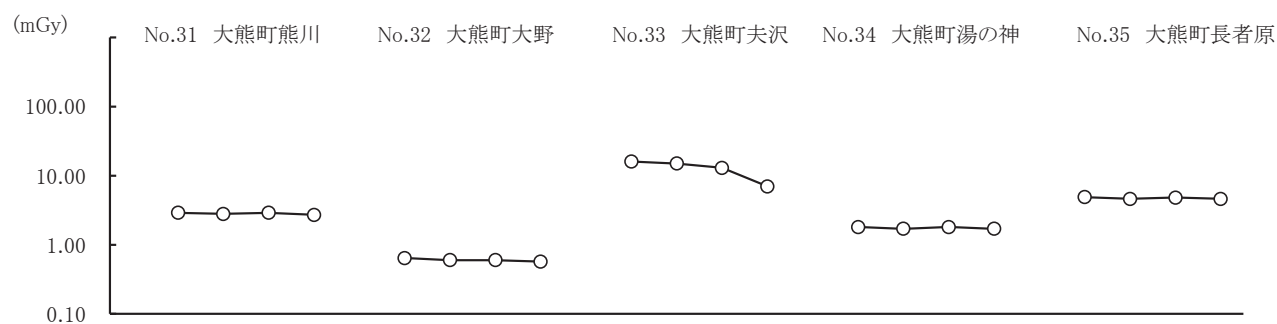 (mGy)
No.31 大熊町熊川
No.32 大熊町大野
No.33 大熊町夫沢
No.34 大熊町湯の神
No.35 大熊町長者原
100.00
10.00
1.00
0.10